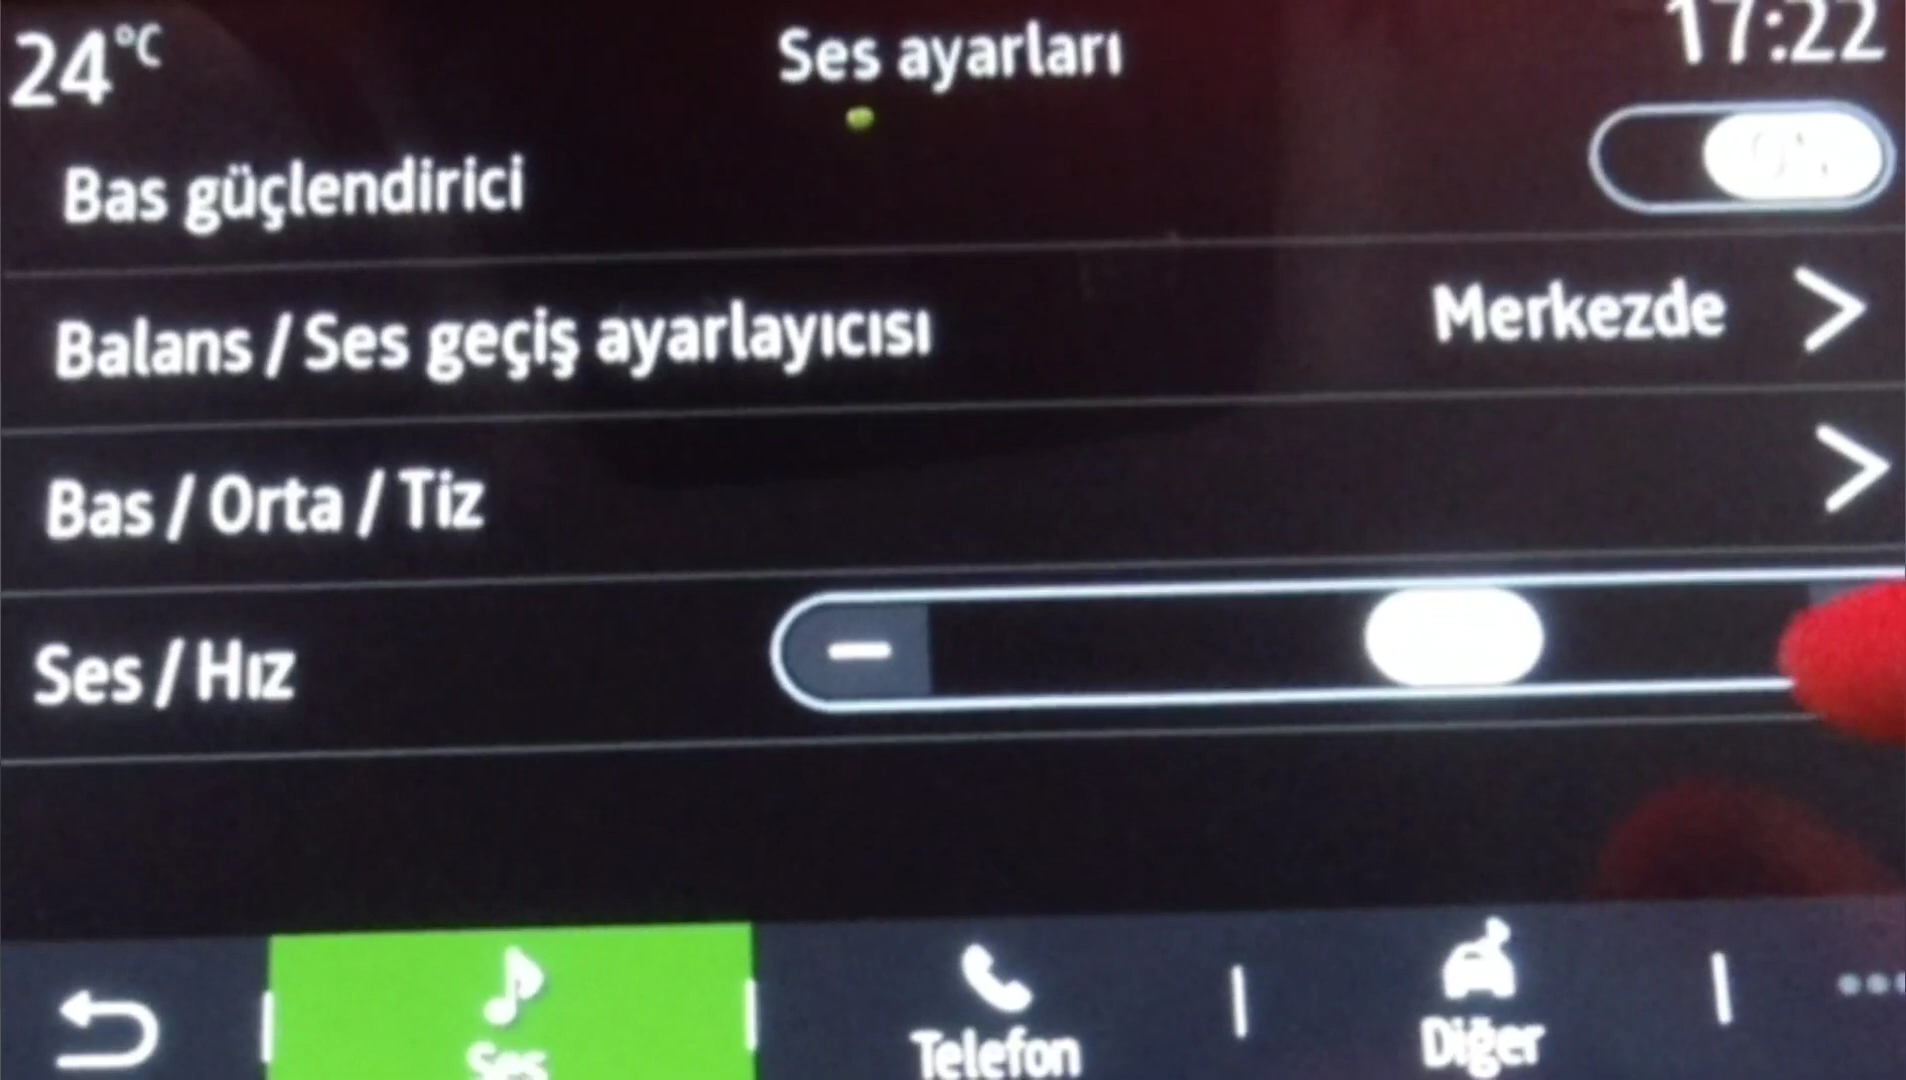 24°C
Ses ayarları
17:22
Bas güçlendirici
Balans / Ses geçiş ayarlayıcısı
Merkezde
Bas / Orta / Tiz
Ses / Hız
Ses
Telefon
Diğer